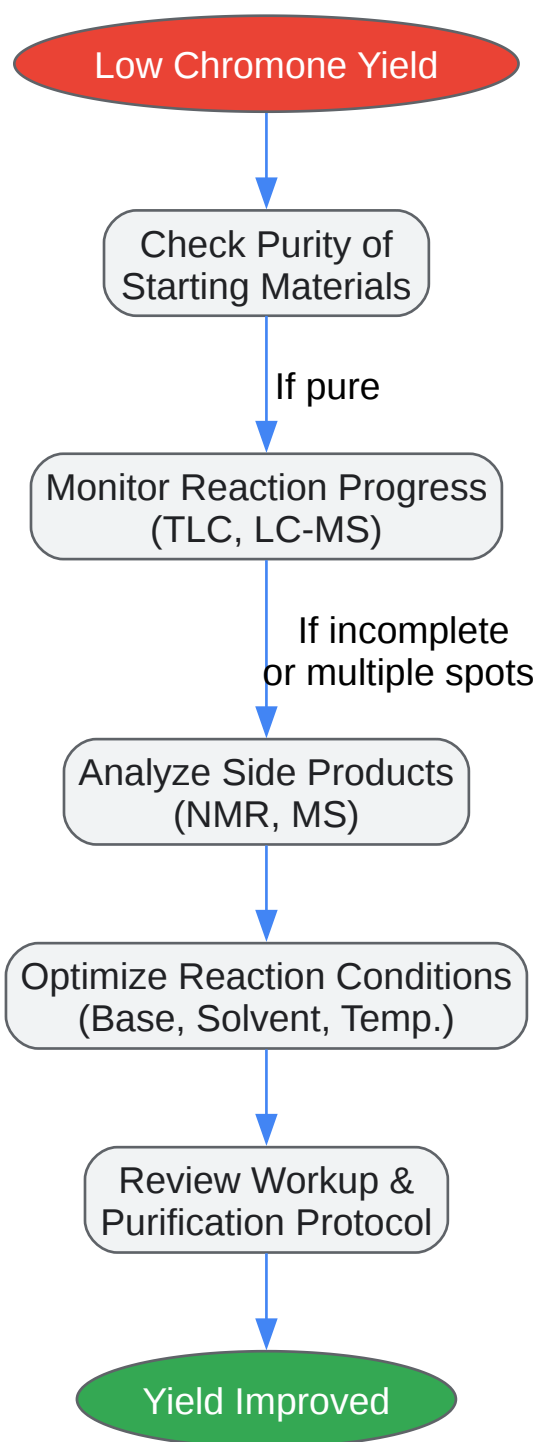 Low Chromone Yield
Check Purity of
Starting Materials
If pure
Monitor Reaction Progress
(TLC, LC-MS)
If incomplete
or multiple spots
Analyze Side Products
(NMR, MS)
Optimize Reaction Conditions
(Base, Solvent, Temp.)
Review Workup &
Purification Protocol
Yield Improved